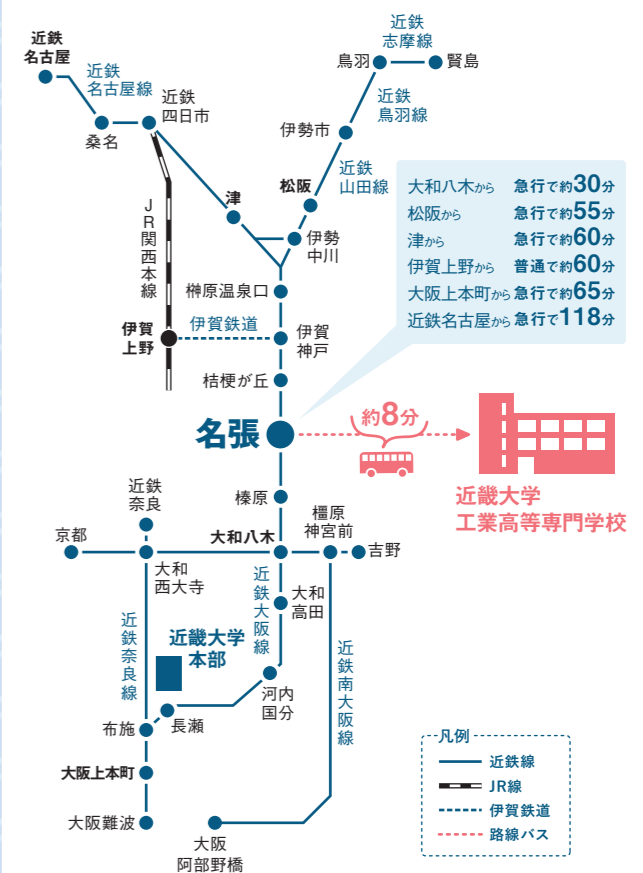 近鉄
名古屋
近鉄
名古屋線
桑名
近鉄
四日市
JR関西本線
津
近鉄
志摩線
鳥羽
賢島
近鉄
鳥羽線
伊勢市
近鉄
山田線
松阪
伊勢
中川
榊原温泉口
伊賀
上野
伊賀鉄道
伊賀
神戸
桔梗が丘
大和八木から 急行で約30分
松阪から 急行で約55分
津から 急行で約60分
伊賀上野から 普通で約60分
大阪上本町から 急行で約65分
近鉄名古屋から 急行で118分
名張
約8分
近畿大学
工業高等専門学校
榛原
近鉄
奈良
京都
大和
西大寺
大和八木
橿原
神宮前
吉野
近鉄大阪線
大和
高田
近鉄奈良線
近畿大学
本部
近鉄南大阪線
河内
国分
長瀬
布施
大阪上本町
大阪難波
大阪
阿部野橋
凡例
近鉄線
JR線
伊賀鉄道
路線バス